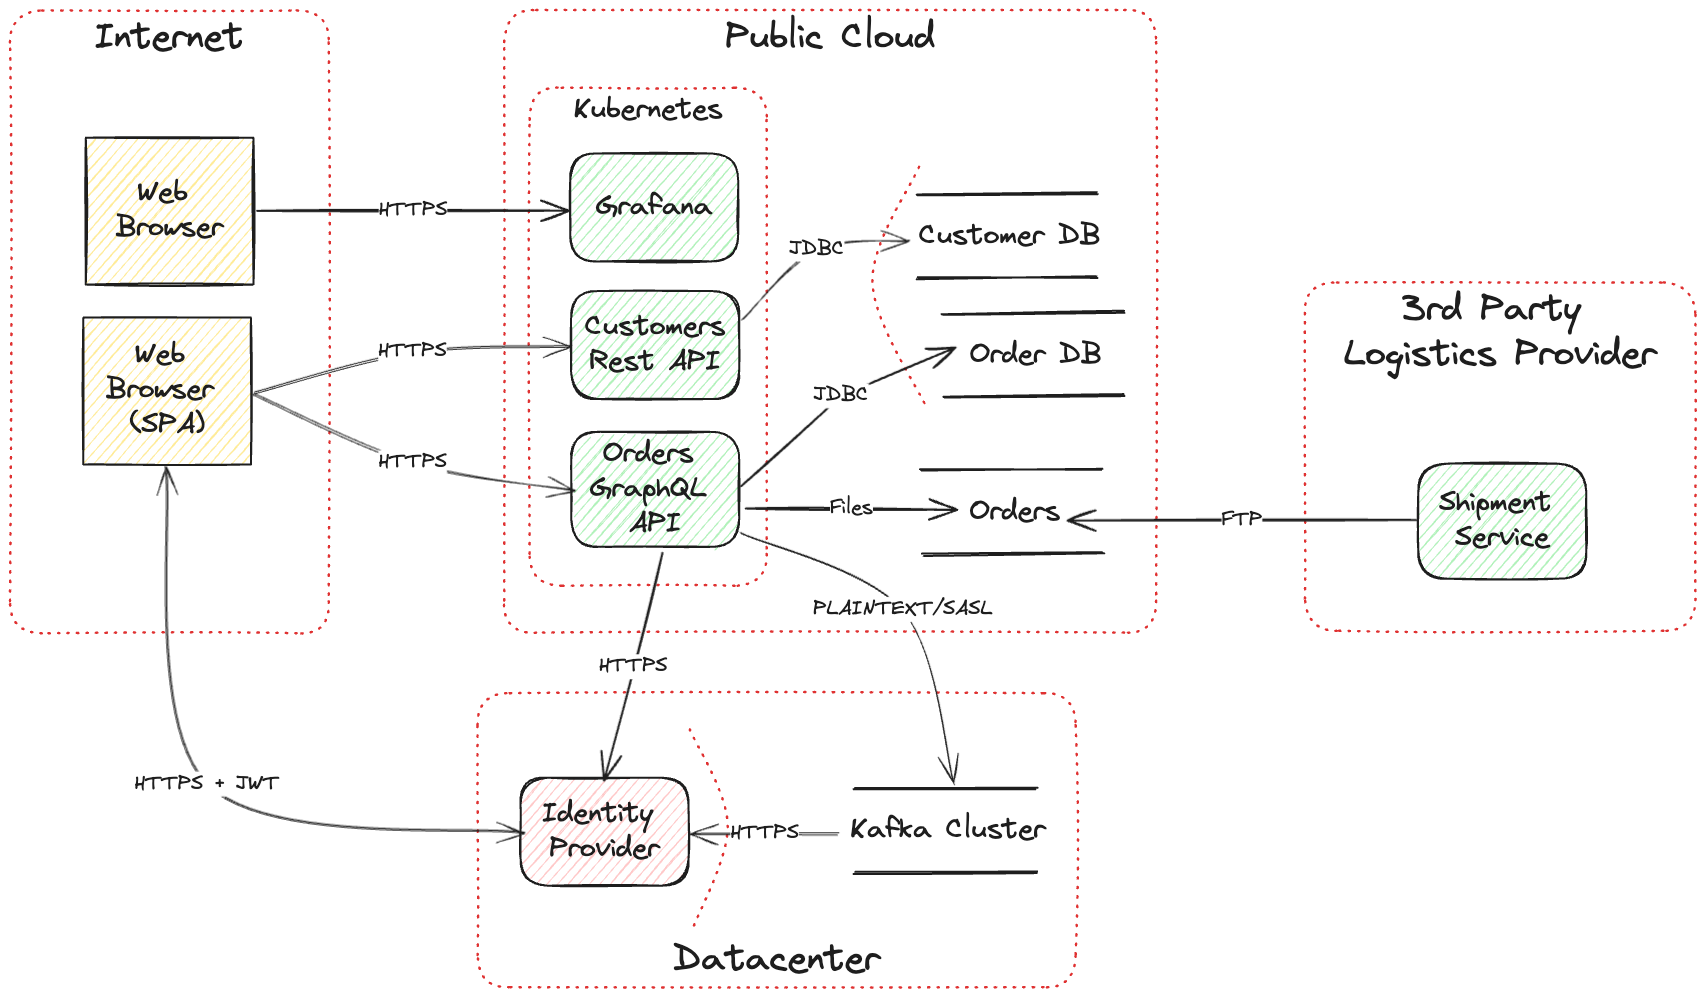 Internet
Public Cloud
Kubernetes
Web
Browser
HTTPS
Grafana
JDBC
Customer DB
Web
Browser
(SPA)
HTTPS
Customers
Rest API
Order DB
JDBC
3rd Party
Logistics Provider
HTTPS
Orders
GraphQL
API
Files
Orders
FTP
Shipment
Service
PLAINTEXT/SASL
HTTPS
HTTPS + JWT
Identity
Provider
HTTPS
Kafka Cluster
Datacenter